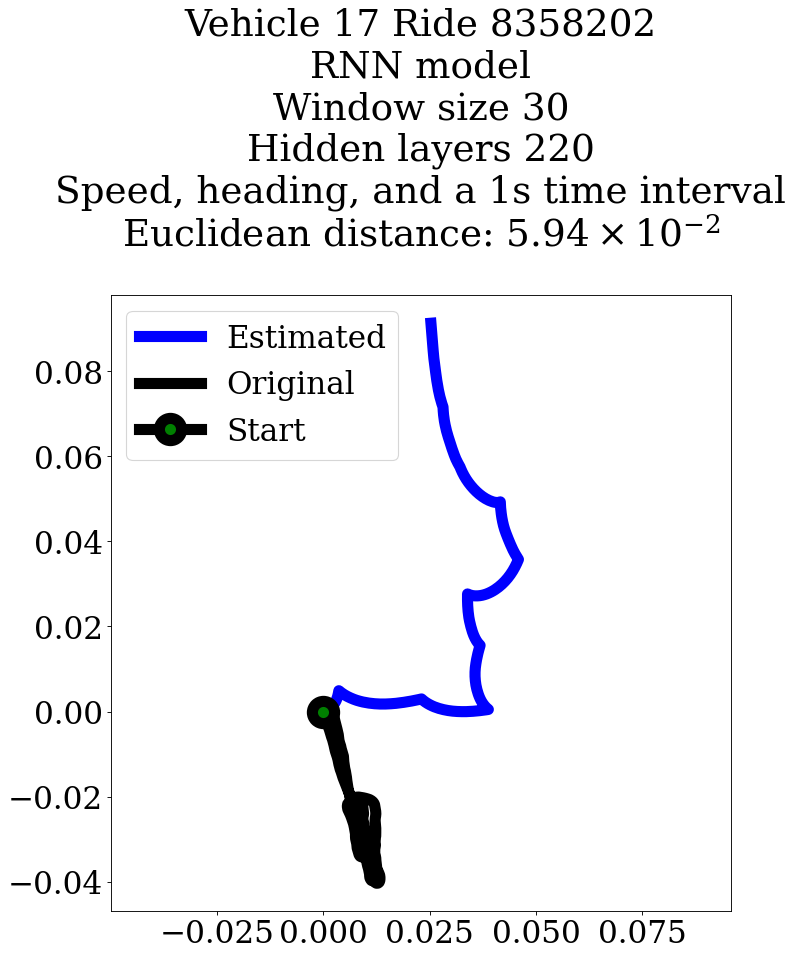 Vehicle 17 Ride 8358202
RNN model
Window size 30
Hidden layers 220
Speed, heading, and a 1s time interval
Euclidean distance: 5.94 × 10⁻²
Estimated
Original
Start
0.08
0.06
0.04
0.02
0.00
−0.02
−0.04
−0.025 0.000 0.025 0.050 0.075